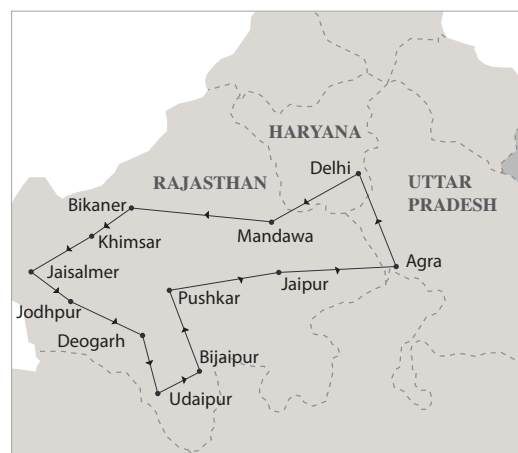 HARYANA
Delhi
RAJASTHAN
UTTAR
PRADESH
Bikaner
Mandawa
Khimsar
Agra
Jaisalmer
Jaipur
Pushkar
Jodhpur
Deogarh
Bijaipur
Udaipur